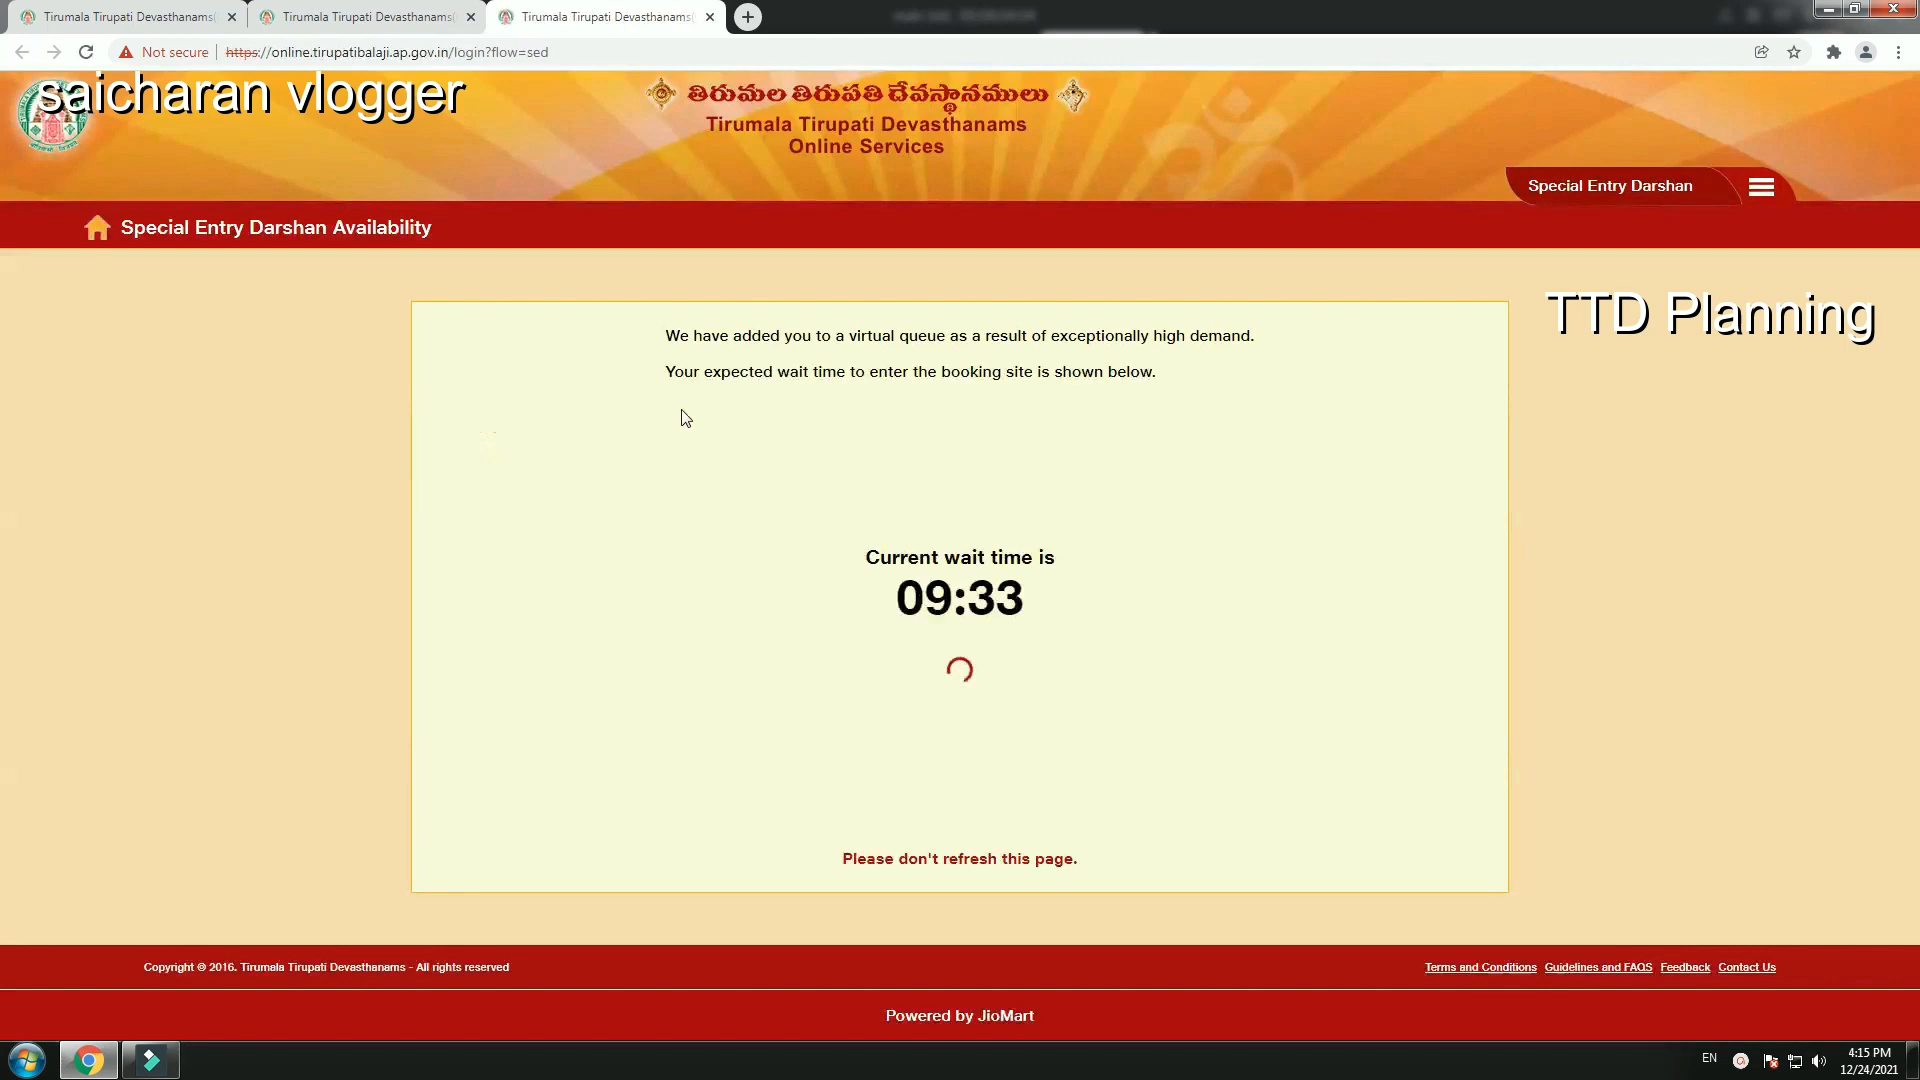 Tirumala Tirupati Devasthanams(
Tirumala Tirupati Devasthanams(
Tirumala Tirupati Devasthanams(
Not secure
https://online.tirupatibalaji.ap.gov.in/login?flow=sed
saicharan vlogger
తిరుమల తిరుపతి దేవస్థానములు
Tirumala Tirupati Devasthanams
Online Services
Special Entry Darshan
Special Entry Darshan Availability
TTD Planning
We have added you to a virtual queue as a result of exceptionally high demand.
Your expected wait time to enter the booking site is shown below.
Current wait time is
09:33
Please don't refresh this page.
Copyright © 2016. Tirumala Tirupati Devasthanams - All rights reserved
Terms and Conditions Guidelines and FAQS Feedback Contact Us
Powered by JioMart
EN
4:15 PM
12/24/2021